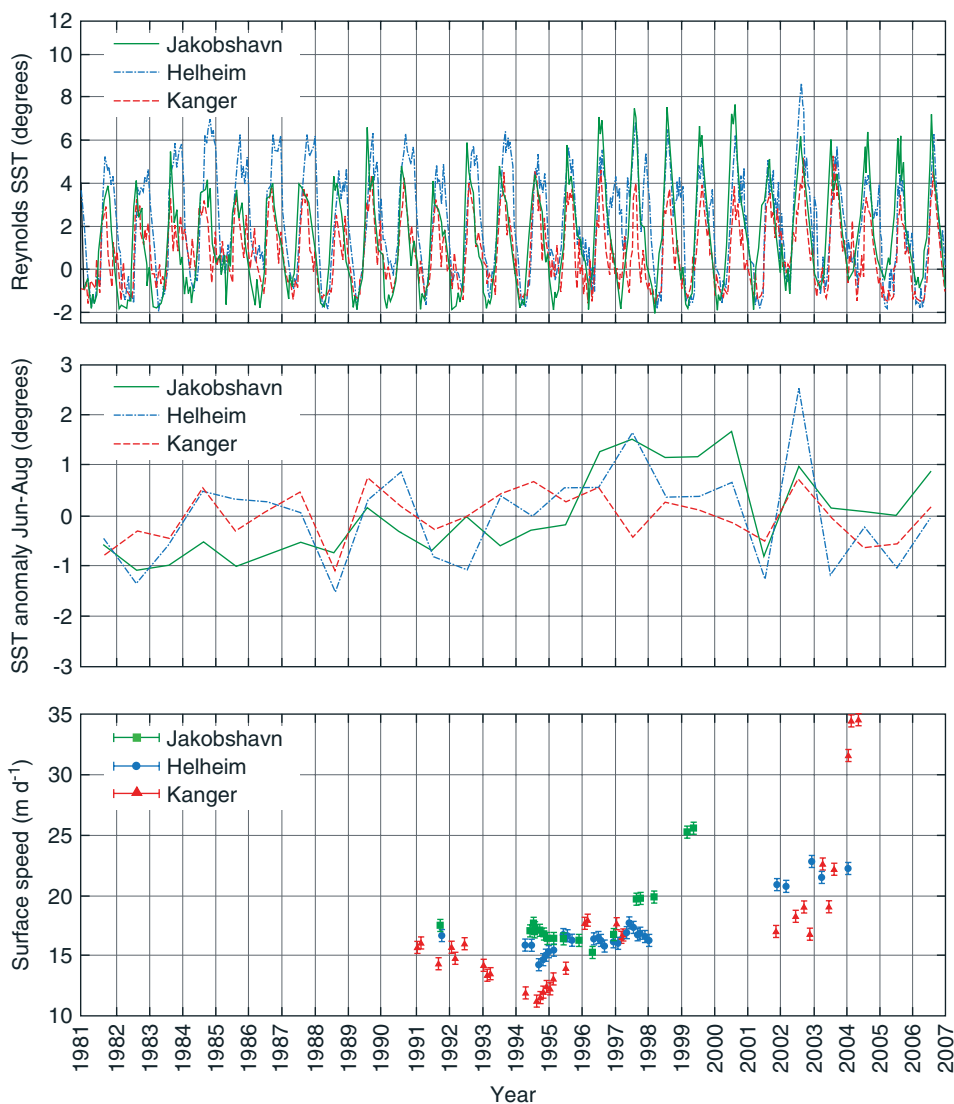 12
10
8
6
4
2
0
-2
Reynolds SST (degrees)
Jakobshavn
Helheim
Kanger
3
2
1
0
-1
-2
-3
SST anomaly Jun-Aug (degrees)
Jakobshavn
Helheim
Kanger
35
30
25
20
15
10
Surface speed (m d-1)
Jakobshavn
Helheim
Kanger
1981 1982 1983 1984 1985 1986 1987 1988 1989 1990 1991 1992 1993 1994 1995 1996 1997 1998 1999 2000 2001 2002 2003 2004 2005 2006 2007
Year